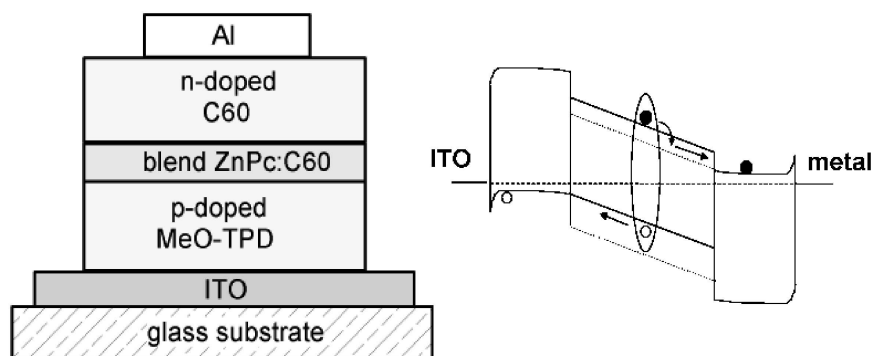 Al
n-doped
C60
blend ZnPc:C60
p-doped
MeO-TPD
ITO
glass substrate
ITO
metal